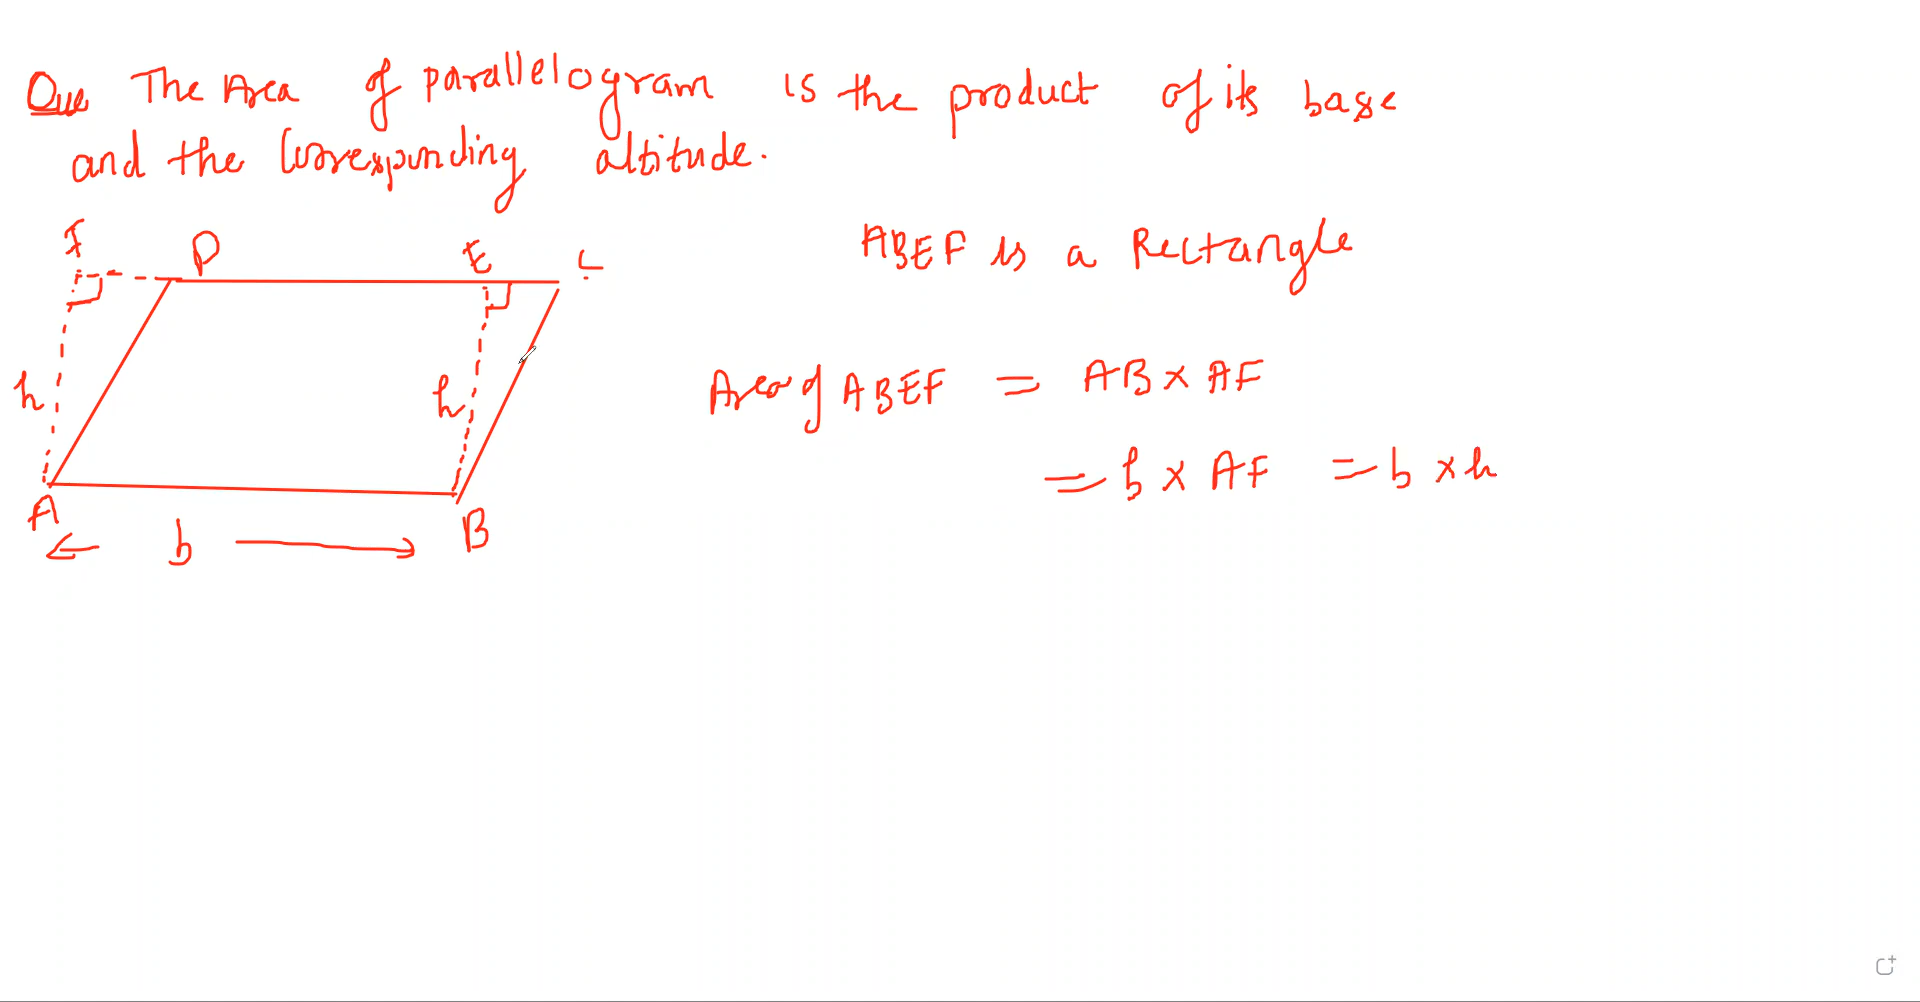 Que The Area of parallelogram is the product of its base
and the Corresponding altitude.
F D E C
ABEF is a Rectangle
h h
Area of ABEF = AB × AF
= b × AF = b × h
A B
b